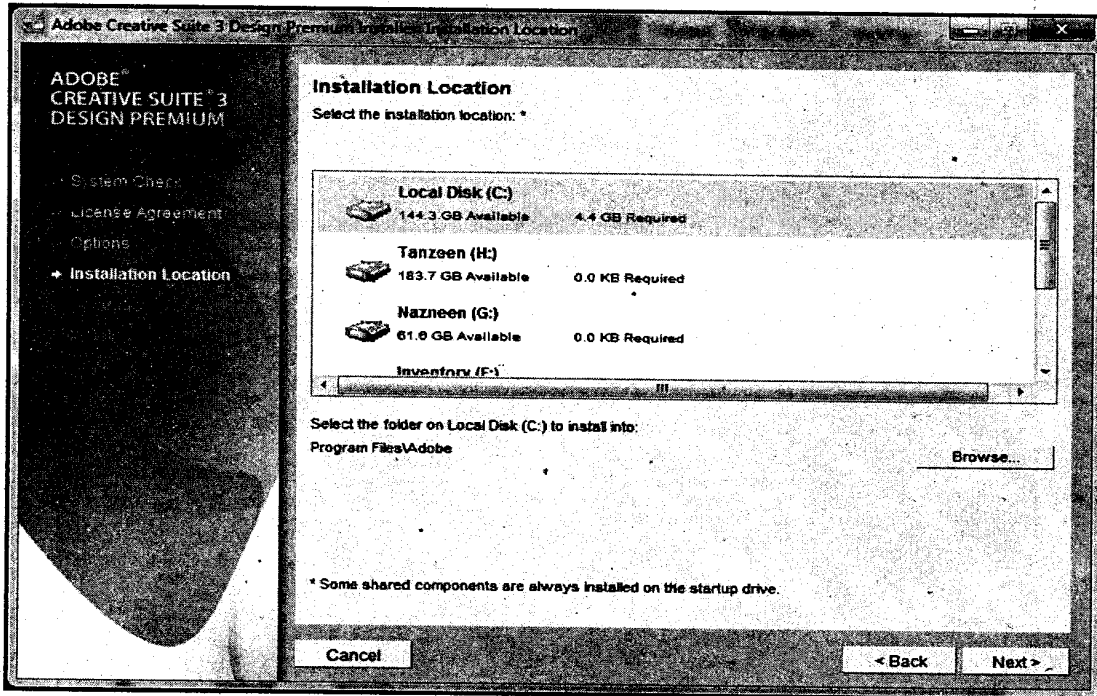 Adobe Creative Suite 3 Design Premium Installer: Installation Location
ADOBE®
CREATIVE SUITE® 3
DESIGN PREMIUM
System Check
License Agreement
Options
Installation Location
Installation Location
Select the installation location: *
Local Disk (C:)
144.3 GB Available 4.4 GB Required
Tanzeen (H:)
183.7 GB Available 0.0 KB Required
Nazneen (G:)
61.6 GB Available 0.0 KB Required
Inventory (F:)
Select the folder on Local Disk (C:) to install into:
Program Files\Adobe
Browse...
* Some shared components are always installed on the startup drive.
Cancel
< Back
Next >